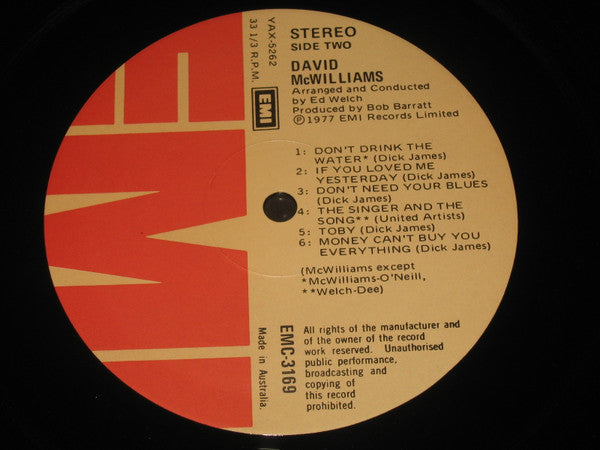 STEREO
SIDE TWO
YAX-5262
33 1/3 R.P.M.
EMI
DAVID
McWILLIAMS
Arranged and Conducted
by Ed Welch
Produced by Bob Barratt
Ⓟ1977 EMI Records Limited
1: DON'T DRINK THE
WATER* (Dick James)
2: IF YOU LOVED ME
YESTERDAY (Dick James)
3: DON'T NEED YOUR BLUES
(Dick James)
4: THE SINGER AND THE
SONG** (United Artists)
5: TOBY (Dick James)
6: MONEY CAN'T BUY YOU
EVERYTHING (Dick James)
(McWilliams except
*McWilliams-O'Neill,
**Welch-Dee)
EMC-3169
Made in Australia.
All rights of the manufacturer and
of the owner of the record
work reserved. Unauthorised
public performance,
broadcasting and
copying of
this record
prohibited.
EMI